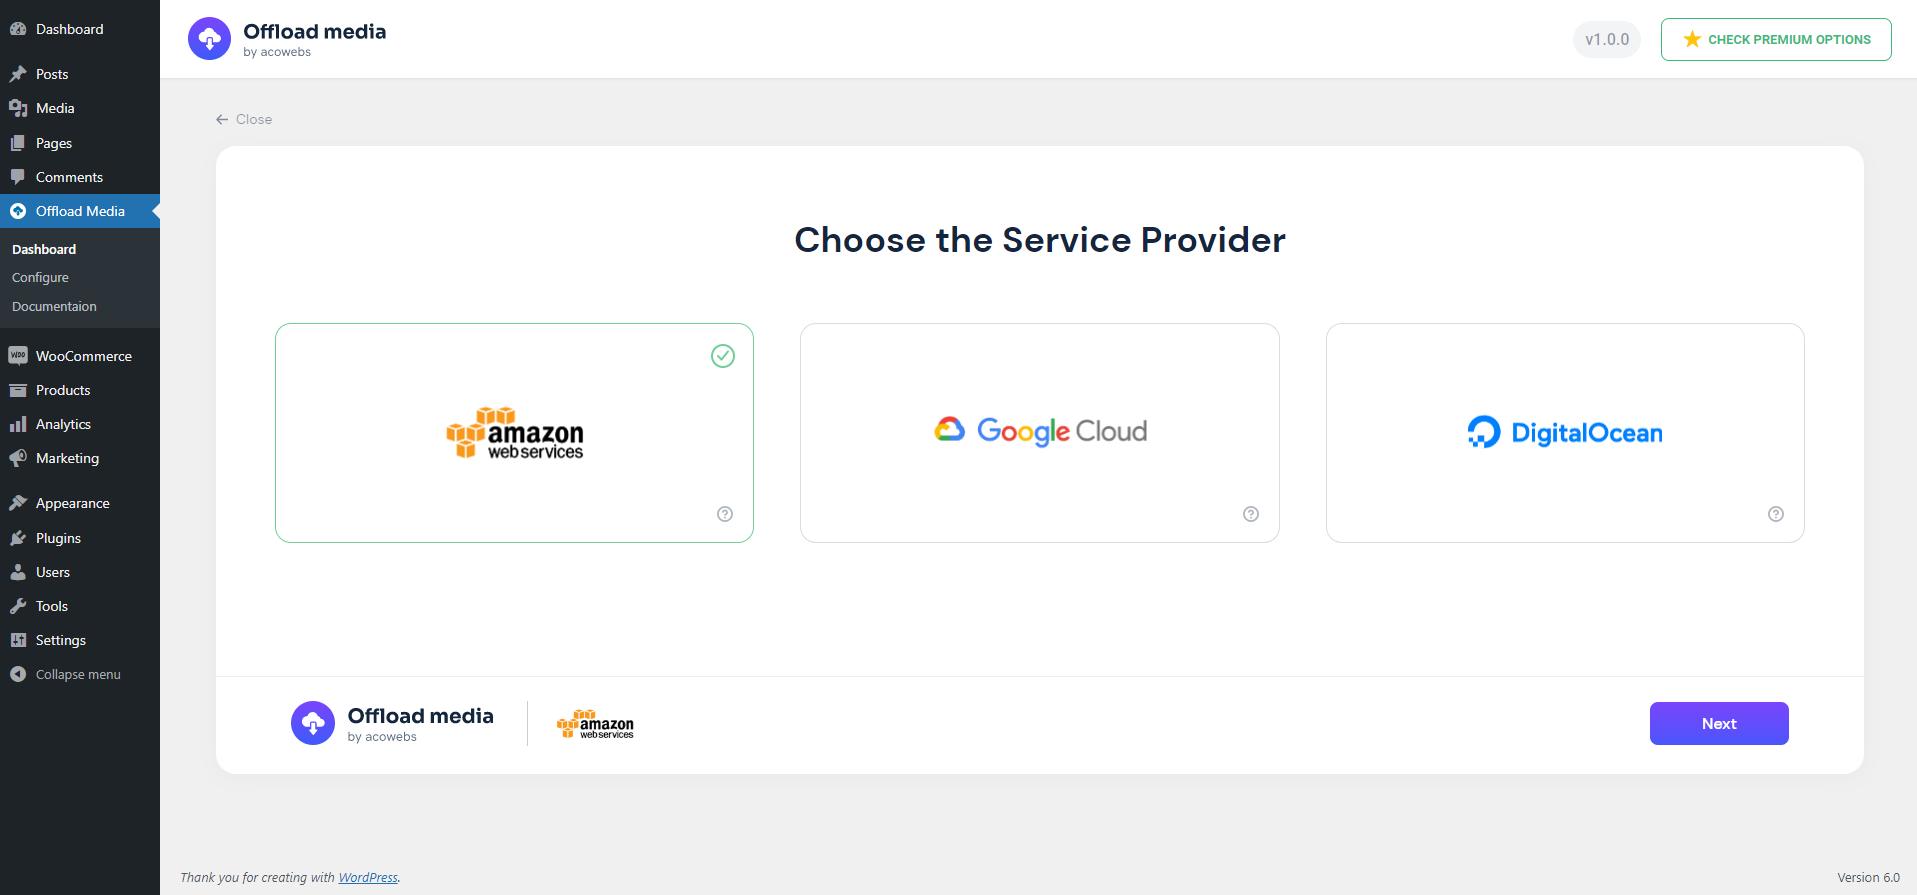 Dashboard
Posts
Media
Pages
Comments
Offload Media
Dashboard
Configure
Documentaion
WOO WooCommerce
Products
Analytics
Marketing
Appearance
Plugins
Users
Tools
Settings
Collapse menu
Offload media
by acowebs
v1.0.0
CHECK PREMIUM OPTIONS
Close
Choose the Service Provider
amazon
web services
Google Cloud
DigitalOcean
Offload media
by acowebs
amazon
web services
Next
Thank you for creating with WordPress.
Version 6.0